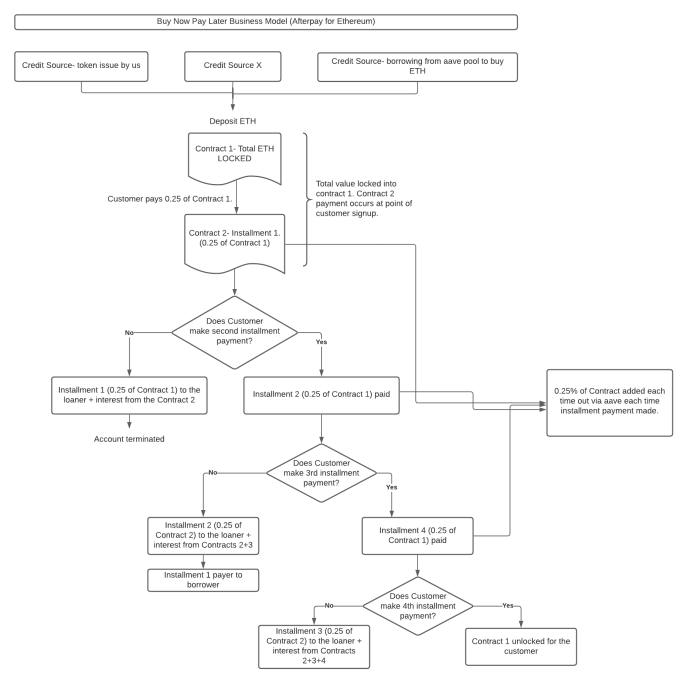 Buy Now Pay Later Business Model (Afterpay for Ethereum)
Credit Source- token issue by us
Credit Source X
Credit Source- borrowing from aave pool to buy
ETH
Deposit ETH
Contract 1- Total ETH
LOCKED
Total value locked into
contract 1. Contract 2
payment occurs at point of
customer signup.
Customer pays 0.25 of Contract 1.
Contract 2- Installment 1.
(0.25 of Contract 1)
Does Customer
make second installment
payment?
No
Yes
Installment 1 (0.25 of Contract 1) to the
loaner + interest from the Contract 2
Installment 2 (0.25 of Contract 1) paid
0.25% of Contract added each
time out via aave each time
installment payment made.
Account terminated
Does Customer
make 3rd installment
payment?
No
Yes
Installment 2 (0.25 of
Contract 2) to the loaner +
interest from Contracts 2+3
Installment 4 (0.25 of
Contract 1) paid
Installment 1 payer to
borrower
Does Customer
make 4th installment
payment?
No
Yes
Installment 3 (0.25 of
Contract 2) to the loaner +
interest from Contracts
2+3+4
Contract 1 unlocked for the
customer